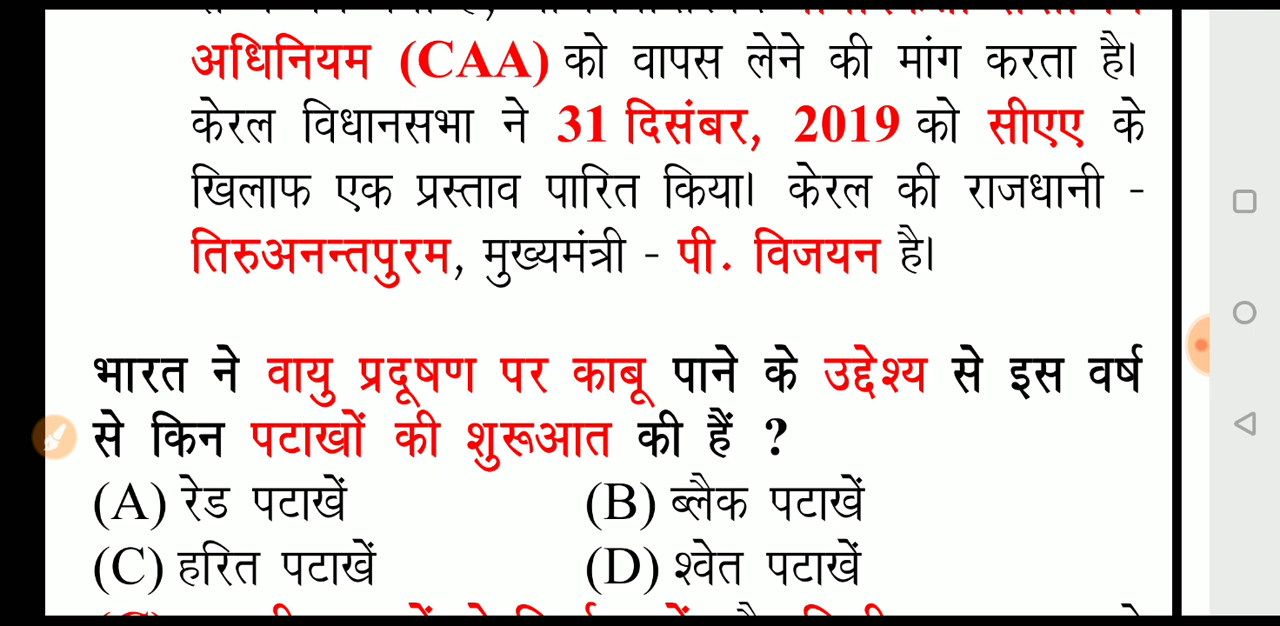 अधिनियम (CAA) को वापस लेने की मांग करता है।
केरल विधानसभा ने 31 दिसंबर, 2019 को सीएए के
खिलाफ एक प्रस्ताव पारित किया। केरल की राजधानी -
तिरुअनन्तपुरम, मुख्यमंत्री - पी. विजयन है।
भारत ने वायु प्रदूषण पर काबू पाने के उद्देश्य से इस वर्ष
से किन पटाखों की शुरूआत की हैं ?
(A) रेड पटाखें (B) ब्लैक पटाखें
(C) हरित पटाखें (D) श्वेत पटाखें